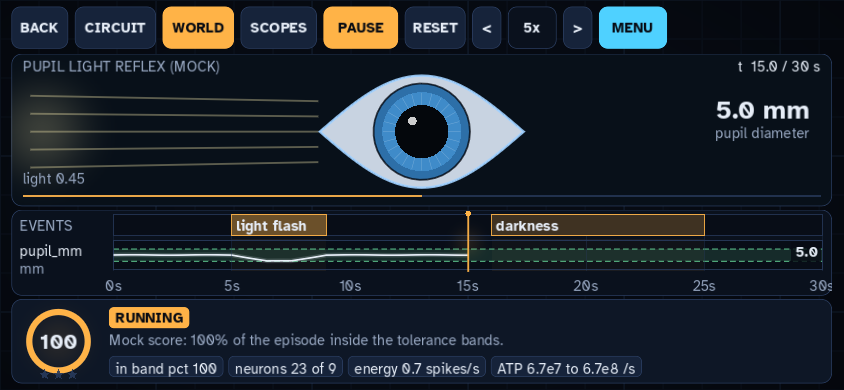 BACK CIRCUIT WORLD SCOPES PAUSE RESET < 5x > MENU
PUPIL LIGHT REFLEX (MOCK) t 15.0 / 30 s
5.0 mm
pupil diameter
light 0.45
EVENTS light flash darkness
pupil_mm 5.0
mm
0s 5s 10s 15s 20s 25s 30s
RUNNING
100 Mock score: 100% of the episode inside the tolerance bands.
in band pct 100 neurons 23 of 9 energy 0.7 spikes/s ATP 6.7e7 to 6.7e8 /s